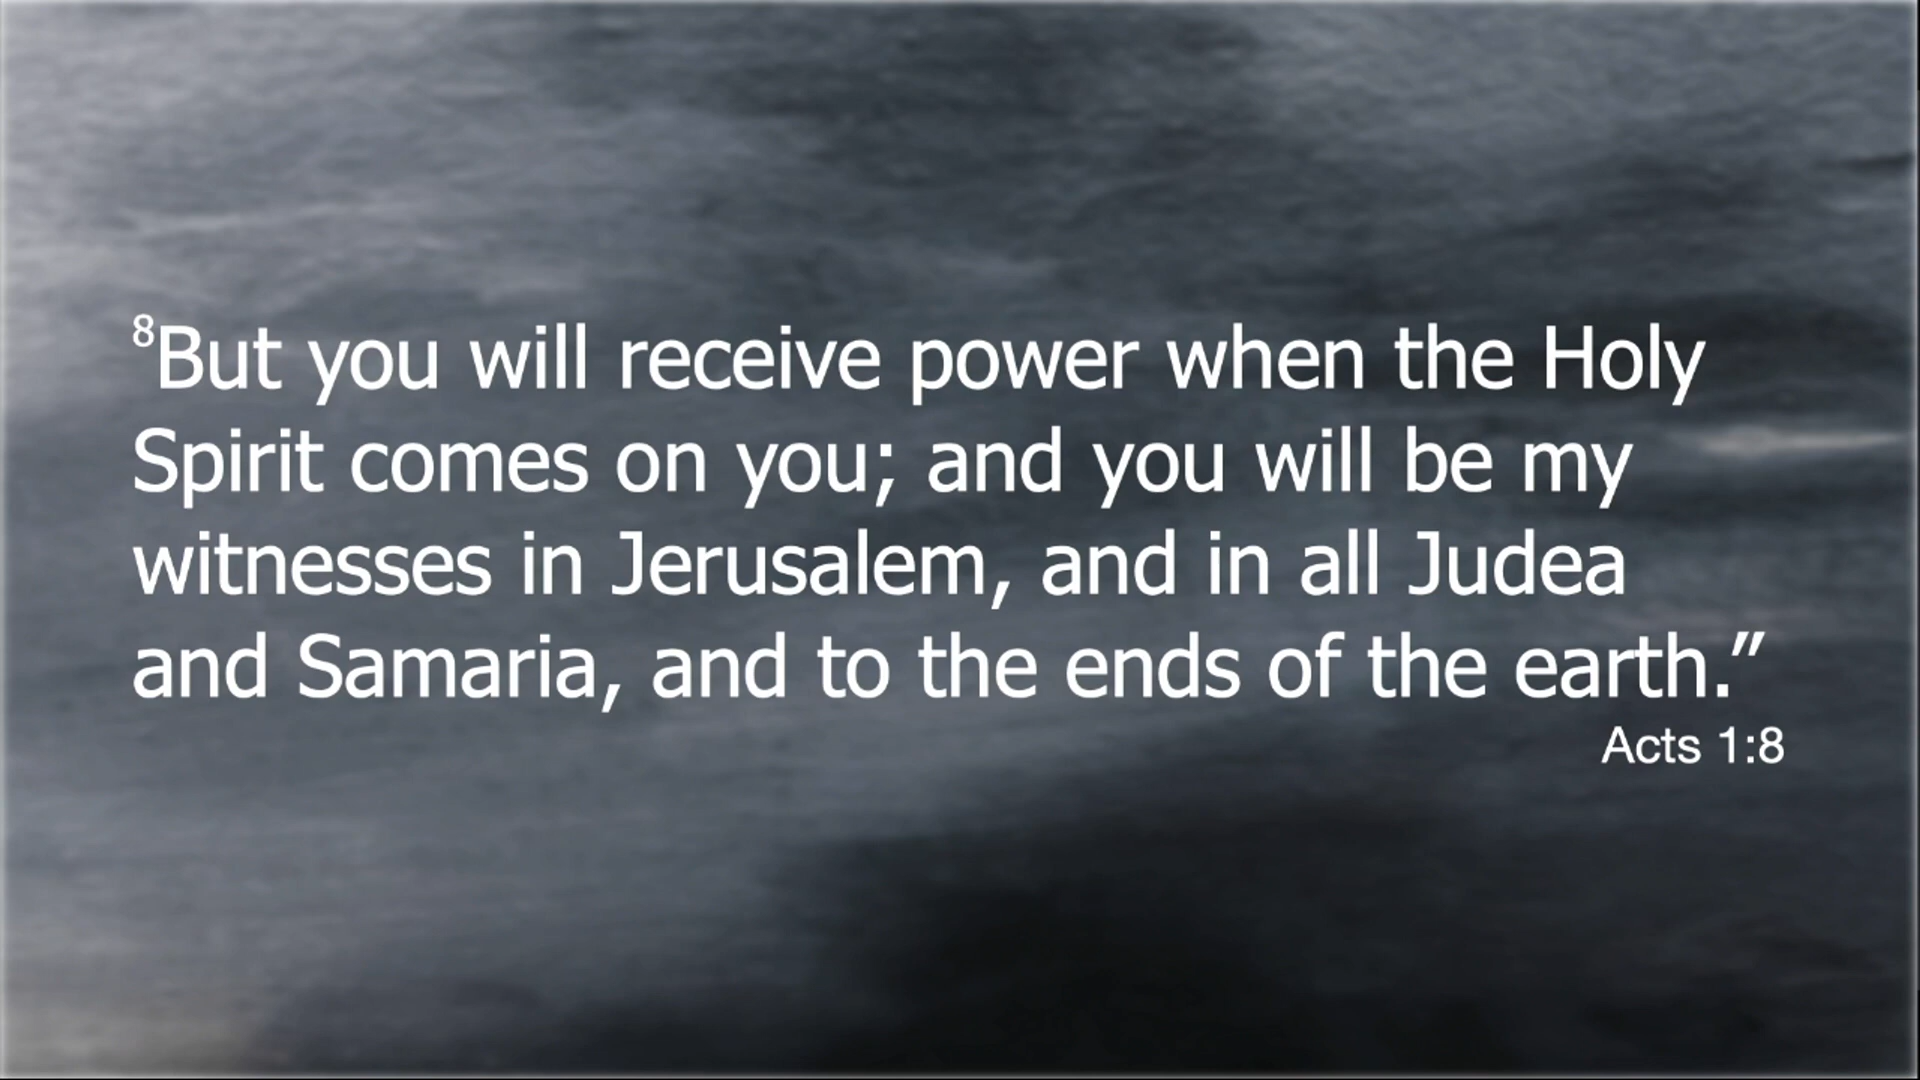 ⁸But you will receive power when the Holy
Spirit comes on you; and you will be my
witnesses in Jerusalem, and in all Judea
and Samaria, and to the ends of the earth.”
Acts 1:8